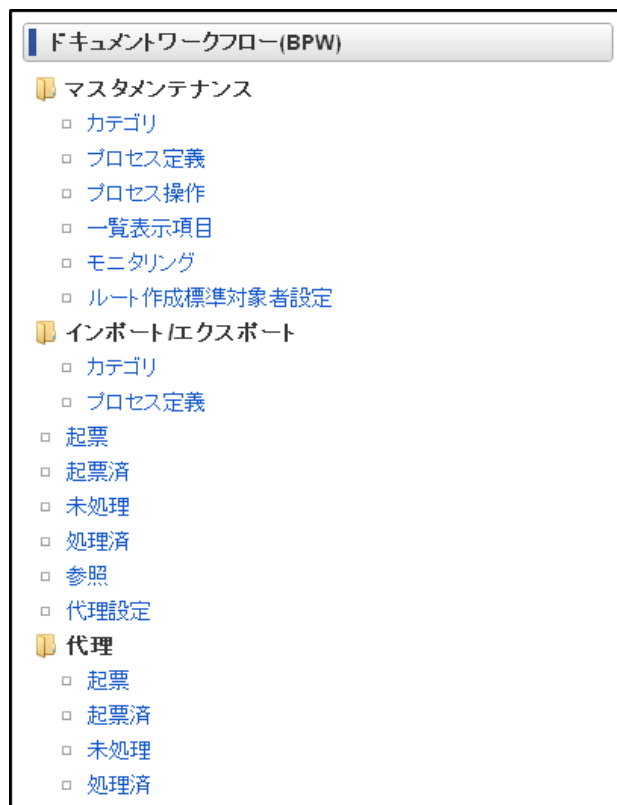 ドキュメントワークフロー(BPW)
マスタメンテナンス
カテゴリ
プロセス定義
プロセス操作
一覧表示項目
モニタリング
ルート作成標準対象者設定
インポート/エクスポート
カテゴリ
プロセス定義
起票
起票済
未処理
処理済
参照
代理設定
代理
起票
起票済
未処理
処理済